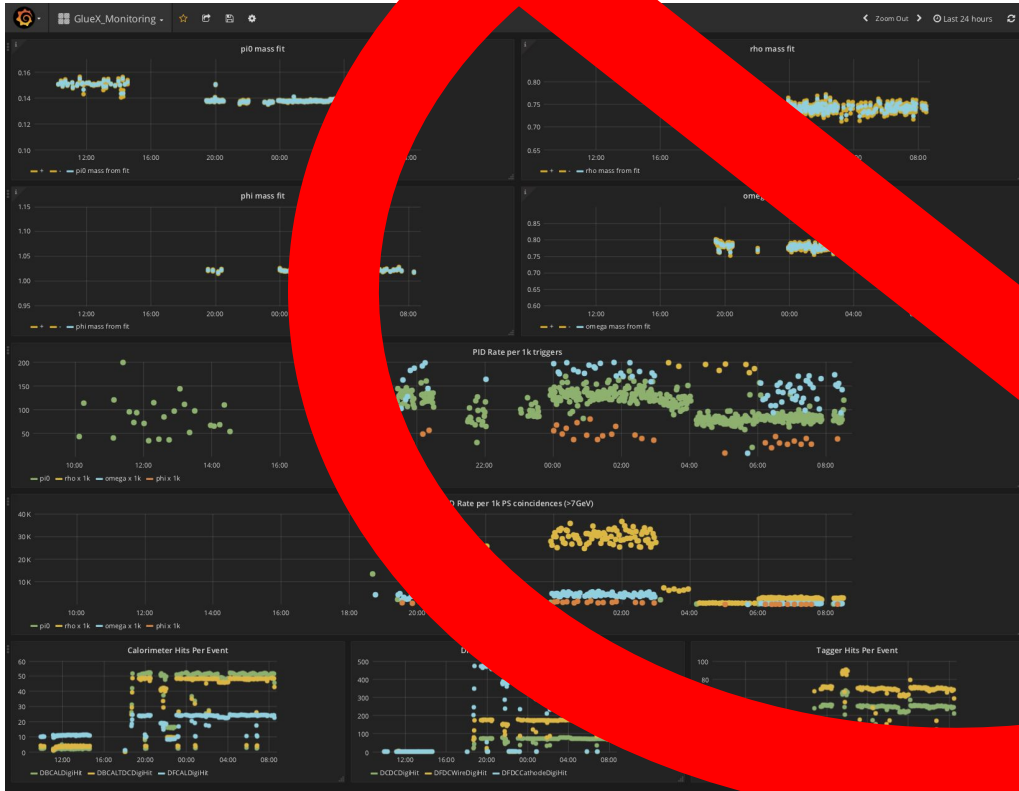 GlueX_Monitoring
Zoom Out
Last 24 hours
pi0 mass fit
rho mass fit
0.16
0.14
0.12
0.10
12:00 16:00 20:00 00:00
+ - pi0 mass from fit
0.80
0.75
0.70
0.65
12:00 16:00 08:00
+ - rho mass from fit
phi mass fit
1.15
1.10
1.05
1.00
0.95
12:00 16:00 20:00 08:00
+ - phi mass from fit
0.85
0.80
0.75
0.70
0.65
0.60
12:00 16:00 20:00 00:00 04:00
+ - omega mass from fit
PID Rate per 1k triggers
200
150
100
50
10:00 12:00 14:00 16:00 22:00 00:00 02:00 04:00 06:00 08:00
pi0 rho x 1k omega x 1k phi x 1k
Rate per 1k PS coincidences (>7GeV)
40 K
30 K
20 K
10 K
10:00 12:00 14:00 16:00 18:00 02:00 04:00 06:00 08:00
pi0 rho x 1k omega x 1k phi x 1k
Calorimeter Hits Per Event
Tagger Hits Per Event
60
50
40
30
20
10
0
12:00 16:00 20:00 00:00 04:00 08:00
DBCALDigiHit DBCALTDCDigiHit DFCALDigiHit
500
400
300
200
100
0
12:00 16:00 20:00 00:00 04:00 08:00
DCDCDigiHit DFDCWireDigiHit DFDCCathodeDigiHit
100
80